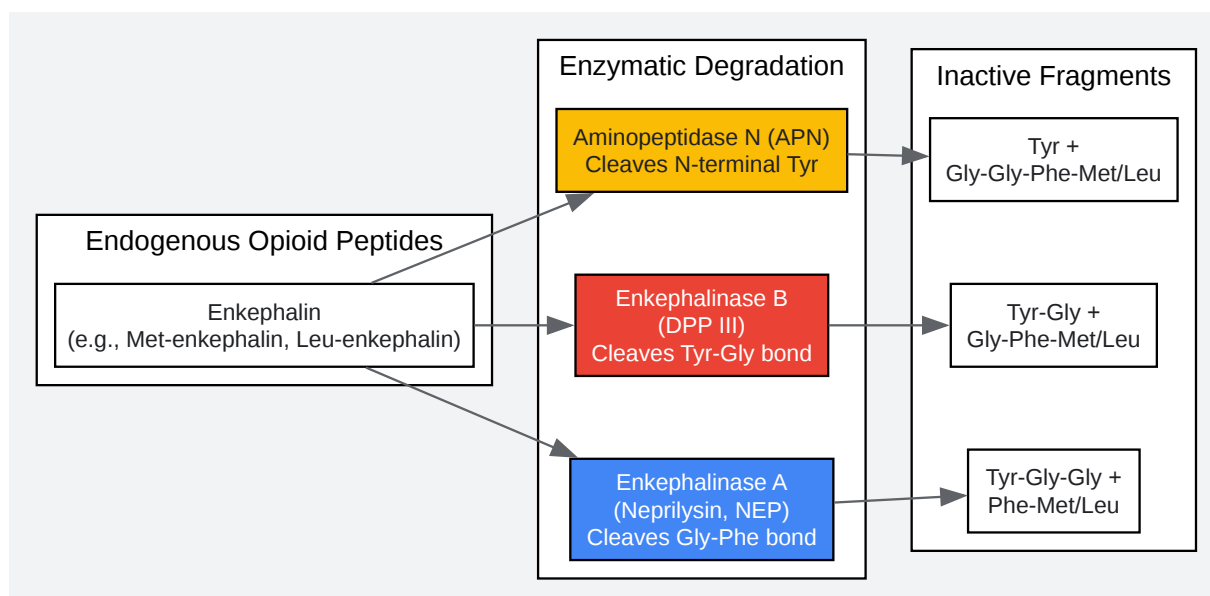 Endogenous Opioid Peptides
Enkephalin
(e.g., Met-enkephalin, Leu-enkephalin)
Enzymatic Degradation
Aminopeptidase N (APN)
Cleaves N-terminal Tyr
Enkephalinase B
(DPP III)
Cleaves Tyr-Gly bond
Enkephalinase A
(Neprilysin, NEP)
Cleaves Gly-Phe bond
Inactive Fragments
Tyr +
Gly-Gly-Phe-Met/Leu
Tyr-Gly +
Gly-Phe-Met/Leu
Tyr-Gly-Gly +
Phe-Met/Leu